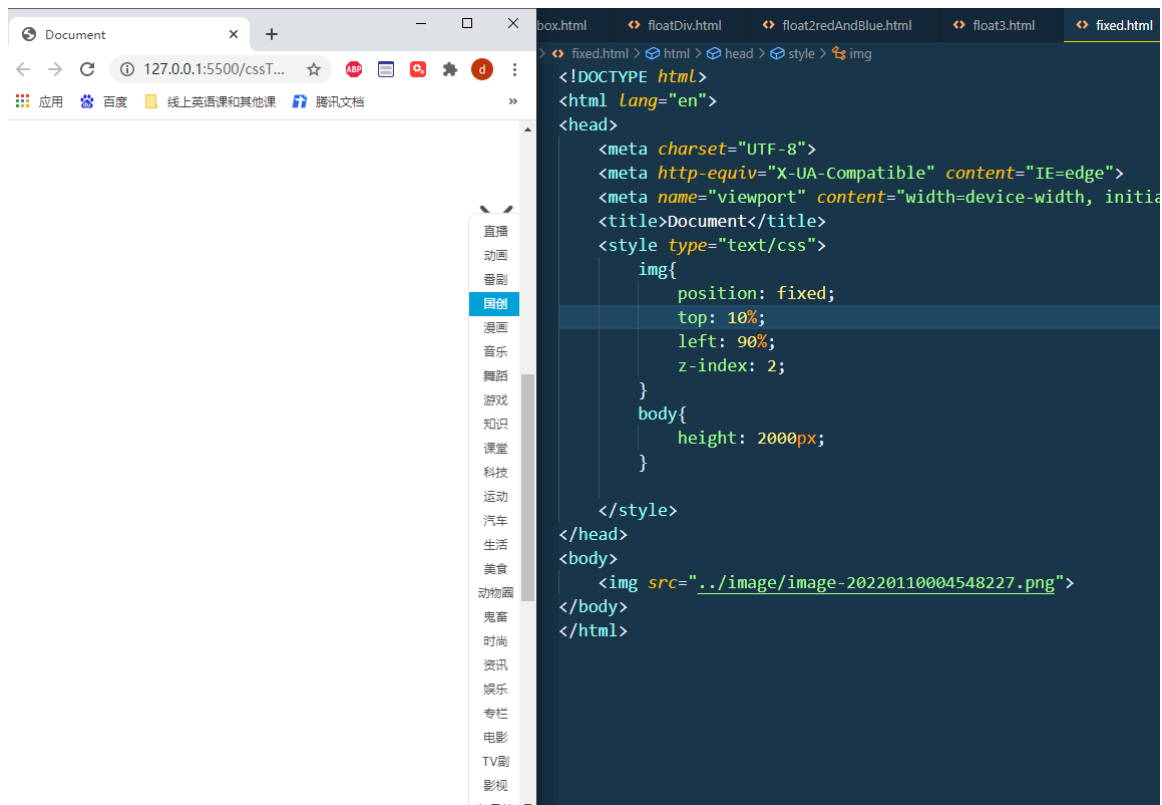 Document
127.0.0.1:5500/cssT...
ABP
d
应用
百度
线上英语课和其他课
腾讯文档
»
直播
动画
番剧
国创
漫画
音乐
舞蹈
游戏
知识
课堂
科技
运动
汽车
生活
美食
动物圈
鬼畜
时尚
资讯
娱乐
专栏
电影
TV剧
影视
box.html
floatDiv.html
float2redAndBlue.html
float3.html
fixed.html
> fixed.html > html > head > style > img
<!DOCTYPE html>
<html lang="en">
<head>
<meta charset="UTF-8">
<meta http-equiv="X-UA-Compatible" content="IE=edge">
<meta name="viewport" content="width=device-width, initia
<title>Document</title>
<style type="text/css">
img{
position: fixed;
top: 10%;
left: 90%;
z-index: 2;
}
body{
height: 2000px;
}
</style>
</head>
<body>
<img src="../image/image-20220110004548227.png">
</body>
</html>